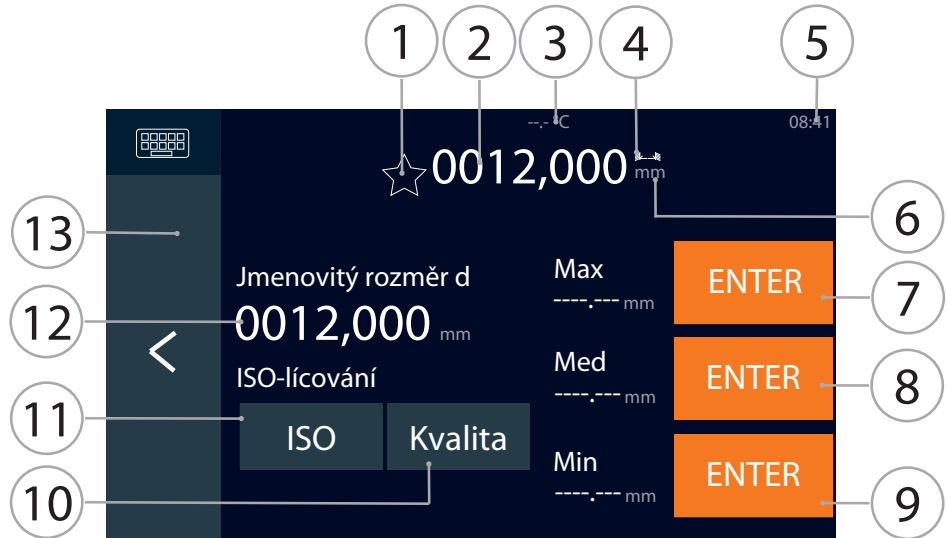 1 2 3 4 5
--.- °C 08:41
0012,000 mm
6
13
Jmenovitý rozměr d
Max
ENTER
7
----.--- mm
12
0012,000 mm
Med
ENTER
8
ISO-lícování
----.--- mm
11
ISO Kvalita
Min
ENTER
10
----.--- mm
9